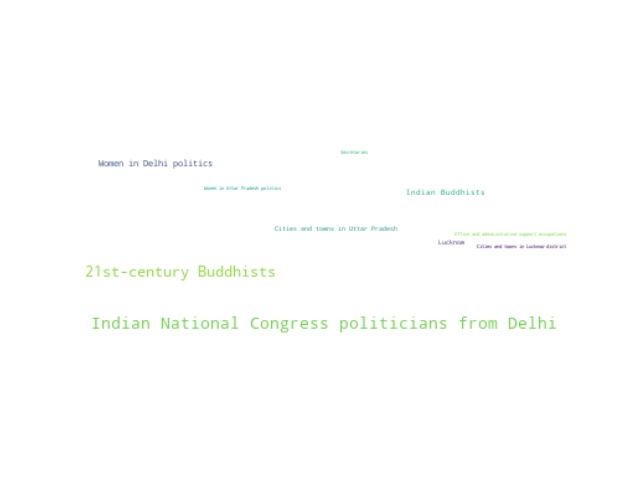 Secretaries
Women in Delhi politics
Women in Uttar Pradesh politics
Indian Buddhists
Cities and towns in Uttar Pradesh
Office and administrative support occupations
Lucknow
Cities and towns in Lucknow district
21st-century Buddhists
Indian National Congress politicians from Delhi